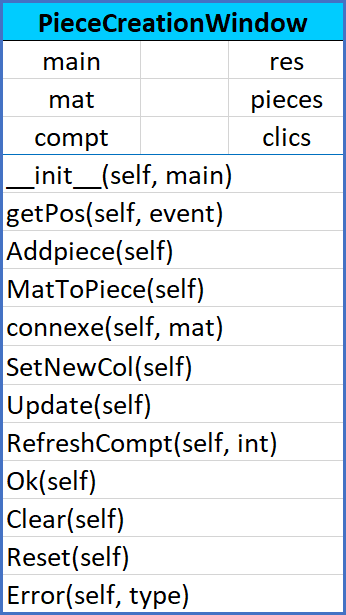 PieceCreationWindow
main res
mat pieces
compt clics
__init__(self, main)
getPos(self, event)
Addpiece(self)
MatToPiece(self)
connexe(self, mat)
SetNewCol(self)
Update(self)
RefreshCompt(self, int)
Ok(self)
Clear(self)
Reset(self)
Error(self, type)